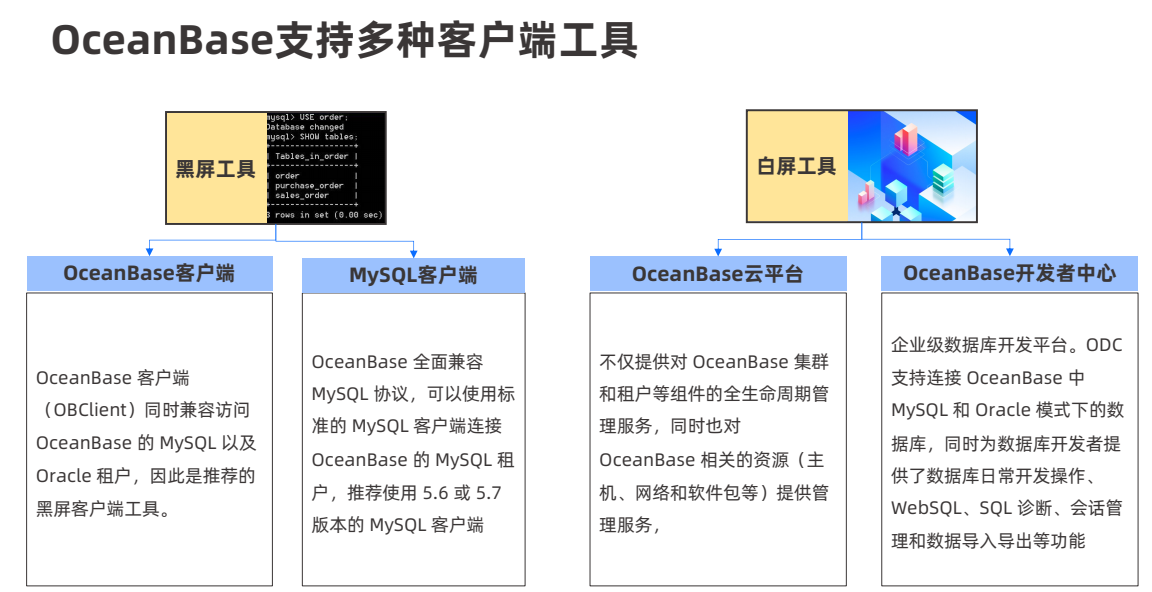 OceanBase支持多种客户端工具
黑屏工具
mysql> USE order;
Database changed
mysql> SHOW tables;
+-----------------+
| Tables_in_order |
+-----------------+
| order |
| purchase_order |
| sales_order |
+-----------------+
3 rows in set (0.00 sec)
OceanBase客户端
OceanBase 客户端
（OBClient）同时兼容访问
OceanBase 的 MySQL 以及
Oracle 租户，因此是推荐的
黑屏客户端工具。
MySQL客户端
OceanBase 全面兼容
MySQL 协议，可以使用标
准的 MySQL 客户端连接
OceanBase 的 MySQL 租
户，推荐使用 5.6 或 5.7
版本的 MySQL 客户端
白屏工具
OceanBase云平台
不仅提供对 OceanBase 集群
和租户等组件的全生命周期管
理服务，同时也对
OceanBase 相关的资源（主
机、网络和软件包等）提供管
理服务，
OceanBase开发者中心
企业级数据库开发平台。ODC
支持连接 OceanBase 中
MySQL 和 Oracle 模式下的数
据库，同时为数据库开发者提
供了数据库日常开发操作、
WebSQL、SQL 诊断、会话管
理和数据导入导出等功能